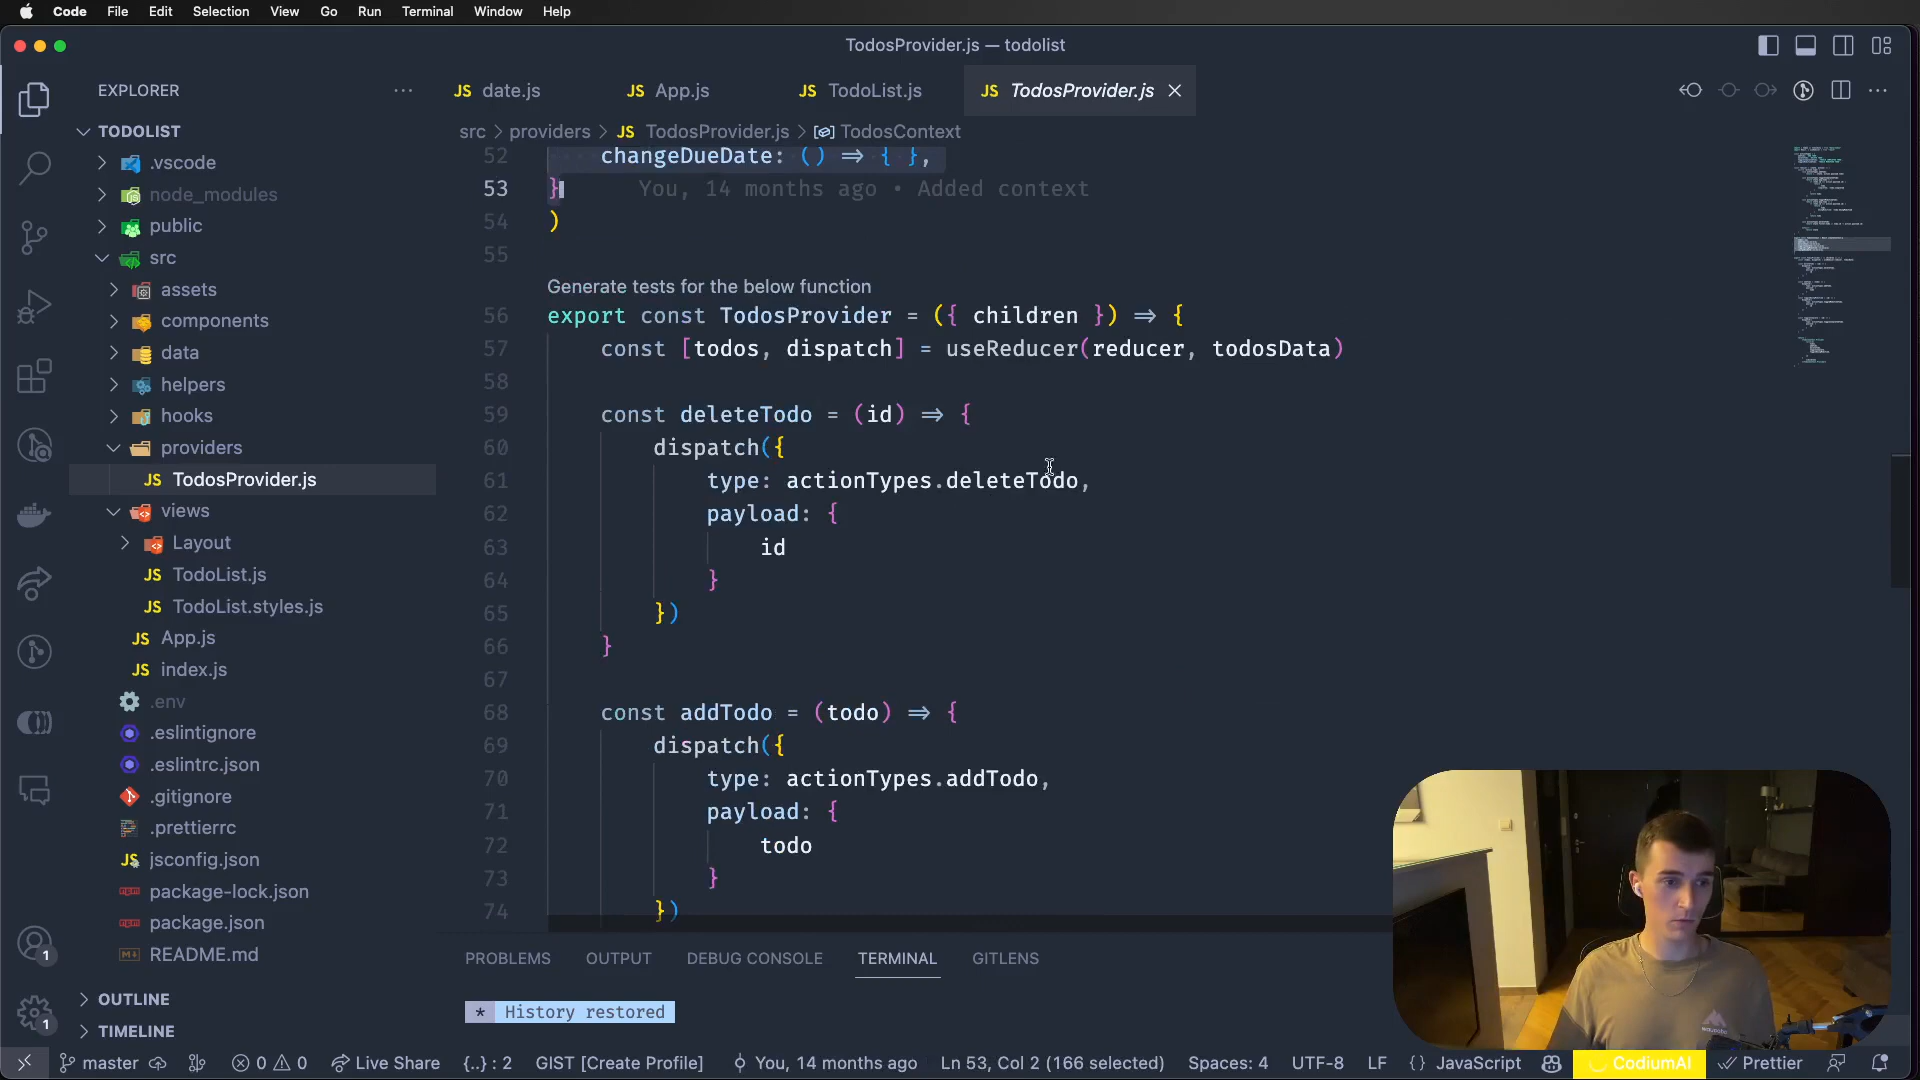 Code File Edit Selection View Go Run Terminal Window Help
TodosProvider.js — todolist
EXPLORER ···
TODOLIST
.vscode
node_modules
public
src
assets
components
data
helpers
hooks
providers
JS TodosProvider.js
views
Layout
JS TodoList.js
JS TodoList.styles.js
JS App.js
JS index.js
.env
.eslintignore
.eslintrc.json
.gitignore
.prettierrc
JS jsconfig.json
package-lock.json
package.json
README.md
OUTLINE
TIMELINE
1
1
JS date.js JS App.js JS TodoList.js JS TodosProvider.js
src > providers > JS TodosProvider.js > TodosContext
52 changeDueDate: () => { },
53 } You, 14 months ago • Added context
54 )
55
Generate tests for the below function
56 export const TodosProvider = ({ children }) => {
57 const [todos, dispatch] = useReducer(reducer, todosData)
58
59 const deleteTodo = (id) => {
60 dispatch({
61 type: actionTypes.deleteTodo,
62 payload: {
63 id
64 }
65 })
66 }
67
68 const addTodo = (todo) => {
69 dispatch({
70 type: actionTypes.addTodo,
71 payload: {
72 todo
73 }
74 })
PROBLEMS OUTPUT DEBUG CONSOLE TERMINAL GITLENS
* History restored
master 0 0 Live Share {..} : 2 GIST [Create Profile] You, 14 months ago Ln 53, Col 2 (166 selected) Spaces: 4 UTF-8 LF {} JavaScript CodiumAI Prettier